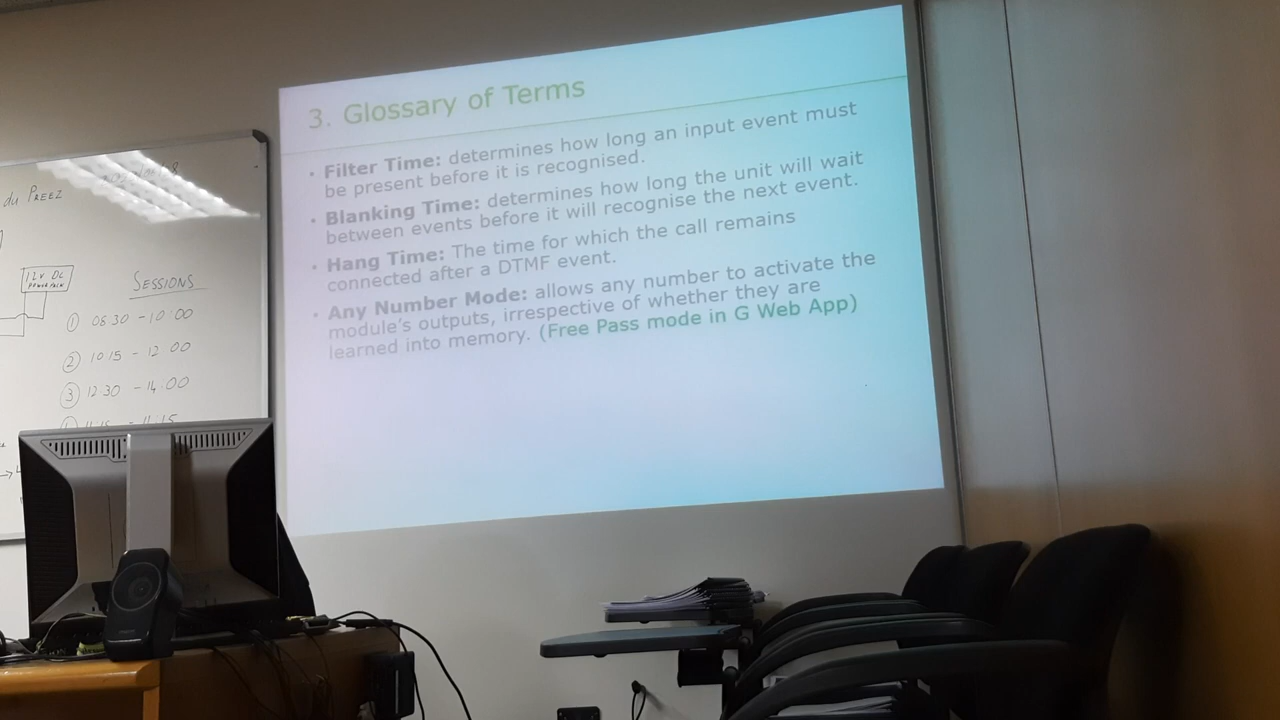 3. Glossary of Terms
• Filter Time: determines how long an input event must
be present before it is recognised.
• Blanking Time: determines how long the unit will wait
between events before it will recognise the next event.
• Hang Time: The time for which the call remains
connected after a DTMF event.
• Any Number Mode: allows any number to activate the
module's outputs, irrespective of whether they are
learned into memory. (Free Pass mode in G Web App)
du PREEZ
12V DC
POWER PACK
SESSIONS
① 08:30 - 10:00
② 10:15 - 12:00
③ 12:30 - 14:00